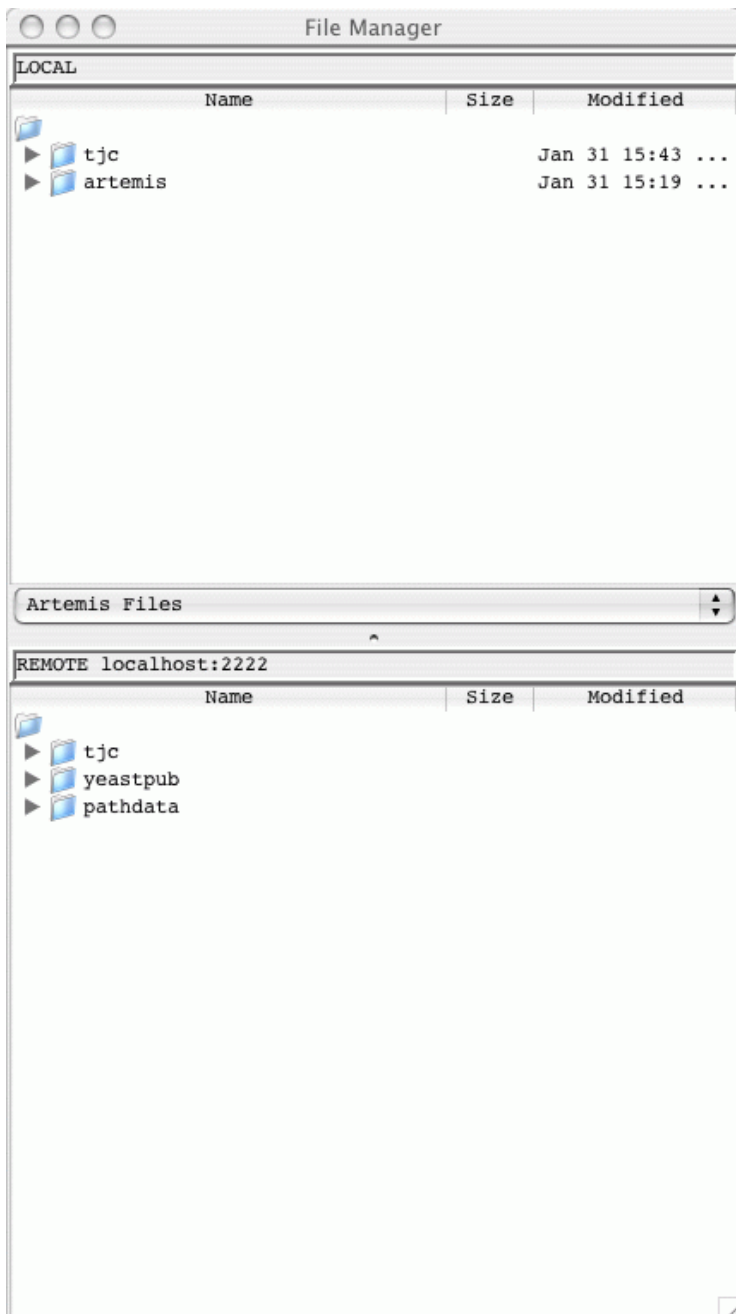 File Manager
LOCAL
Name Size Modified
tjc Jan 31 15:43 ...
artemis Jan 31 15:19 ...
Artemis Files
REMOTE localhost:2222
Name Size Modified
tjc
yeastpub
pathdata